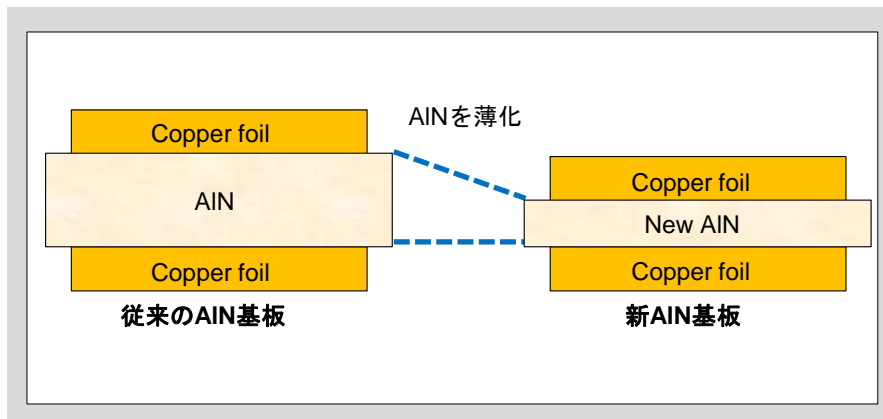 AlNを薄化
Copper foil
AlN
Copper foil
従来のAlN基板
Copper foil
New AlN
Copper foil
新AlN基板